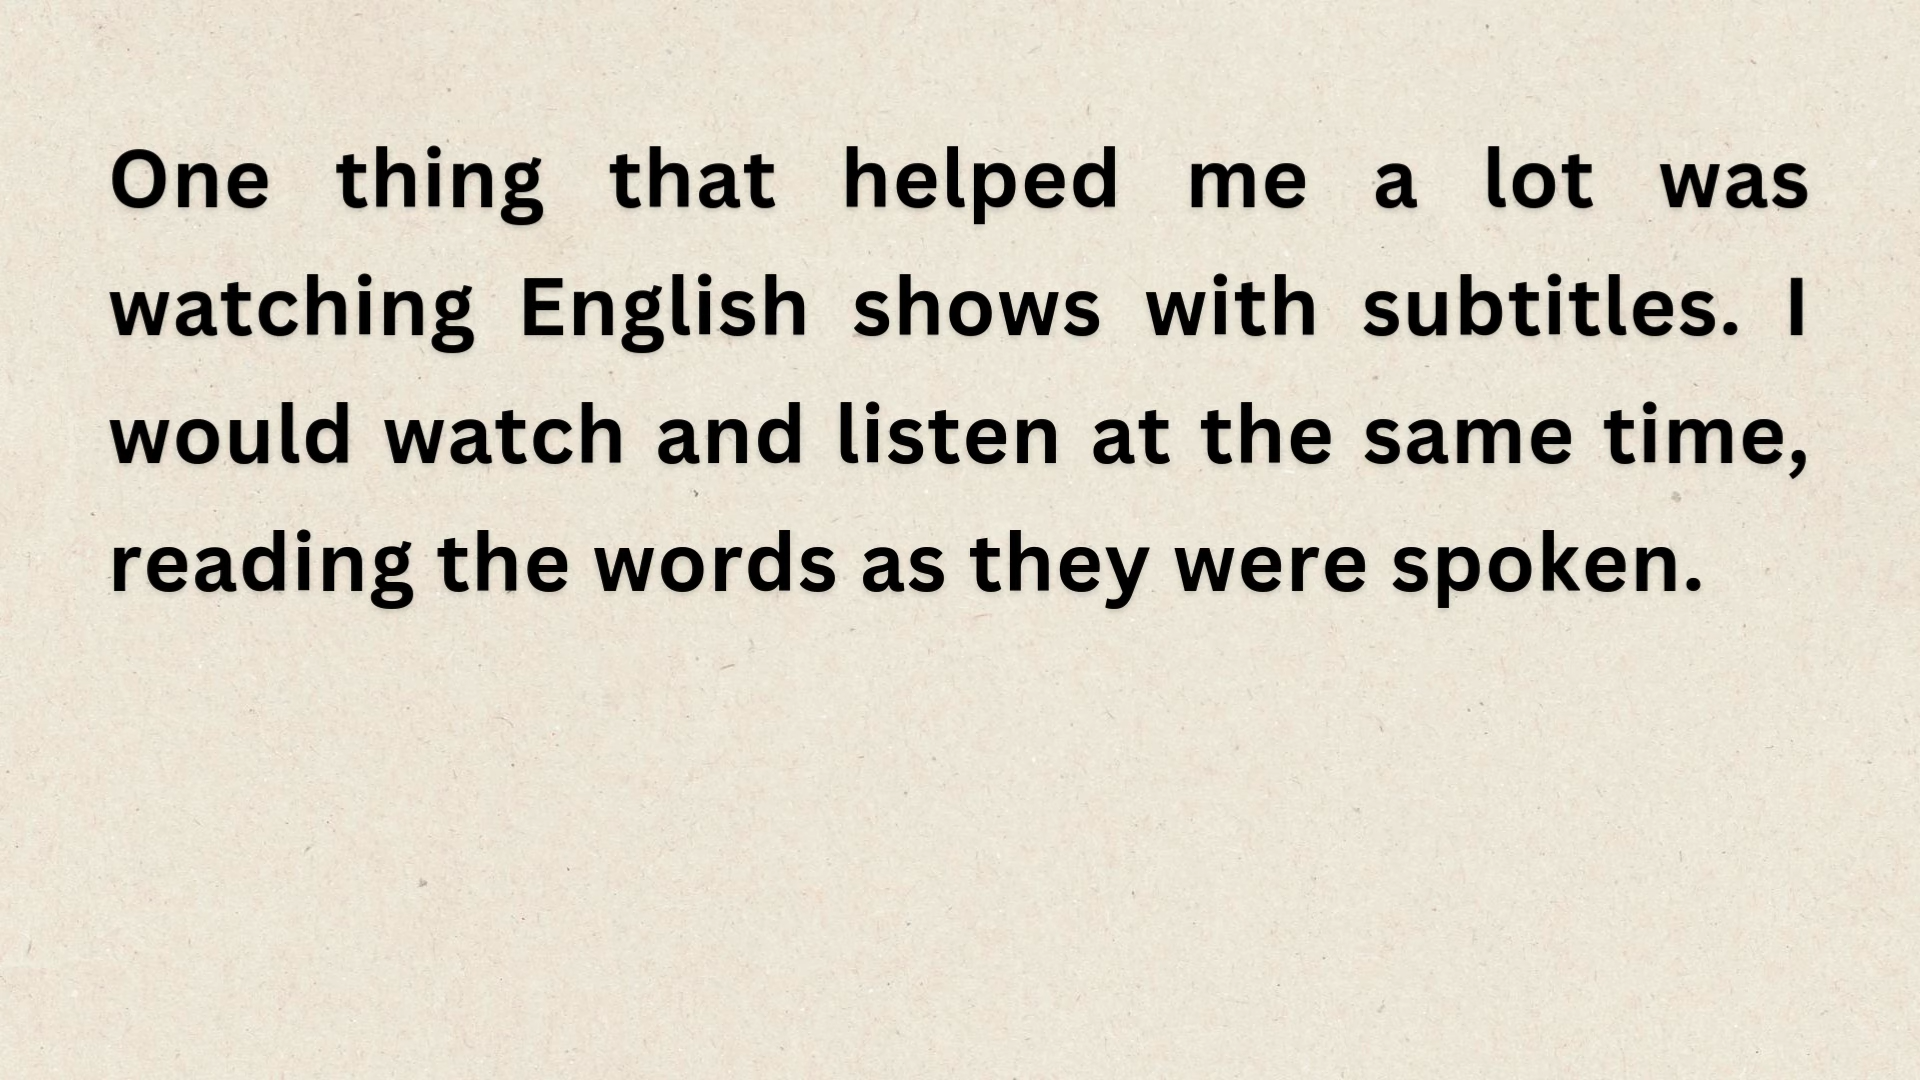 One thing that helped me a lot was
watching English shows with subtitles. I
would watch and listen at the same time,
reading the words as they were spoken.